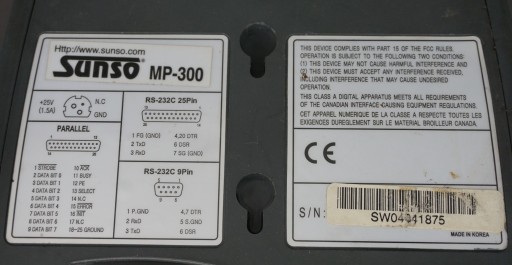 Http://www.sunso.com
SUNSO MP-300
+25V
(1.5A)
N.C
GND
PARALLEL
1 STROBE 10 ACK
2 DATA BIT 0 11 BUSY
3 DATA BIT 1 12 PE
4 DATA BIT 2 13 SELECT
5 DATA BIT 3 14 N.C
6 DATA BIT 4 15 ERROR
7 DATA BIT 5 16 INIT
8 DATA BIT 6 17 N.C
9 DATA BIT 7 18~25 GROUND
RS-232C 25Pin
1 FG (GND) 4,20 DTR
2 TxD 6 DSR
3 RxD 7 SG (GND)
RS-232C 9Pin
1 P.GND 4,7 DTR
2 RxD 5 S.GND
3 TxD 6 DSR
THIS DEVICE COMPLIES WITH PART 15 OF THE FCC RULES.
OPERATION IS SUBJECT TO THE FOLLOWING TWO CONDITIONS:
(1) THIS DEVICE MAY NOT CAUSE HARMFUL INTERFERENCE AND
(2) THIS DEVICE MUST ACCEPT ANY INTERFERENCE RECEIVED,
INCLUDING INTERFERENCE THAT MAY CAUSE UNDESIRED
OPERATION.
THIS CLASS A DIGITAL APPARATUS MEETS ALL REQUIREMENTS
OF THE CANADIAN INTERFACE-CAUSING EQUIPMENT REGULATIONS.
CET APPAREL NUMERIQUE DE LA CLASSE A RESPECTE TOUTES LES
EXIGENCES DUREGLEMENT SUR LE MATERIAL BROILLEUR CANADA.
CE
S/N:
SW04041875
MADE IN KOREA